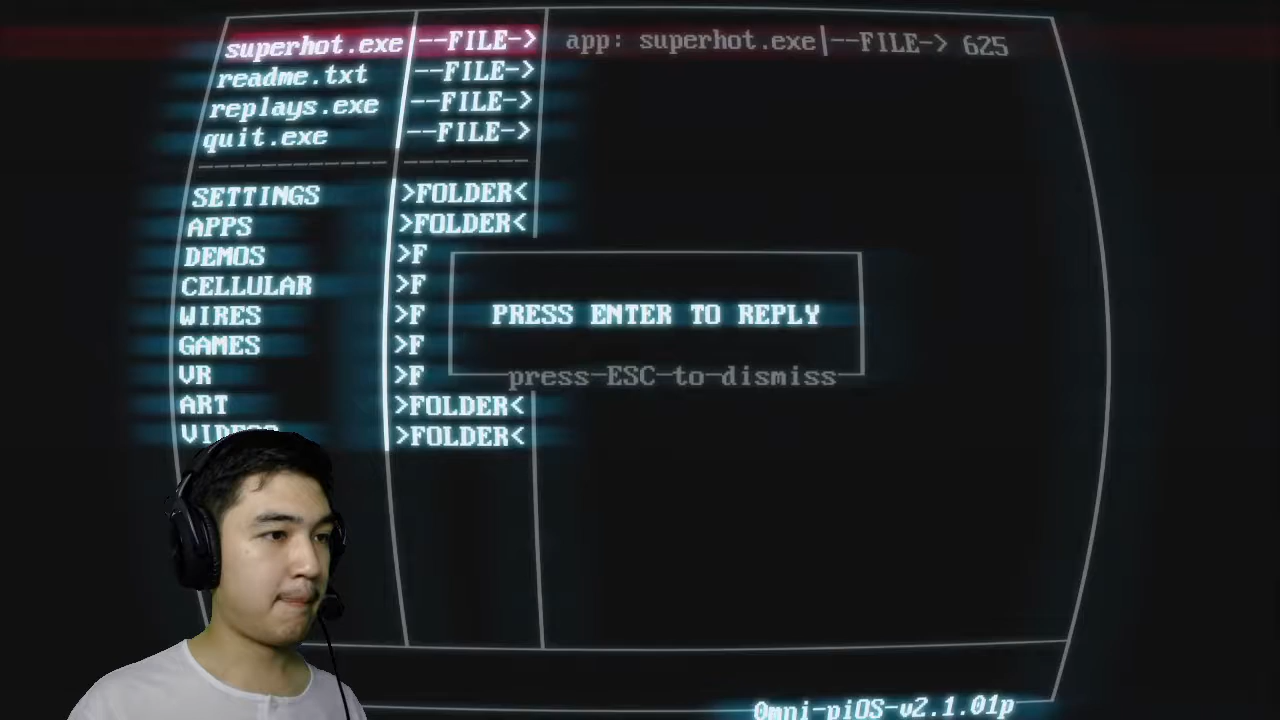 superhot.exe --FILE-> app: superhot.exe|--FILE-> 625
readme.txt --FILE->
replays.exe --FILE->
quit.exe --FILE->
SETTINGS >FOLDER<
APPS >FOLDER<
DEMOS >F
CELLULAR >F
WIRES >F
GAMES >F
VR >F
ART >FOLDER<
VIDEOS >FOLDER<
PRESS ENTER TO REPLY
press-ESC-to-dismiss
0mni-piOS-v2.1.01p